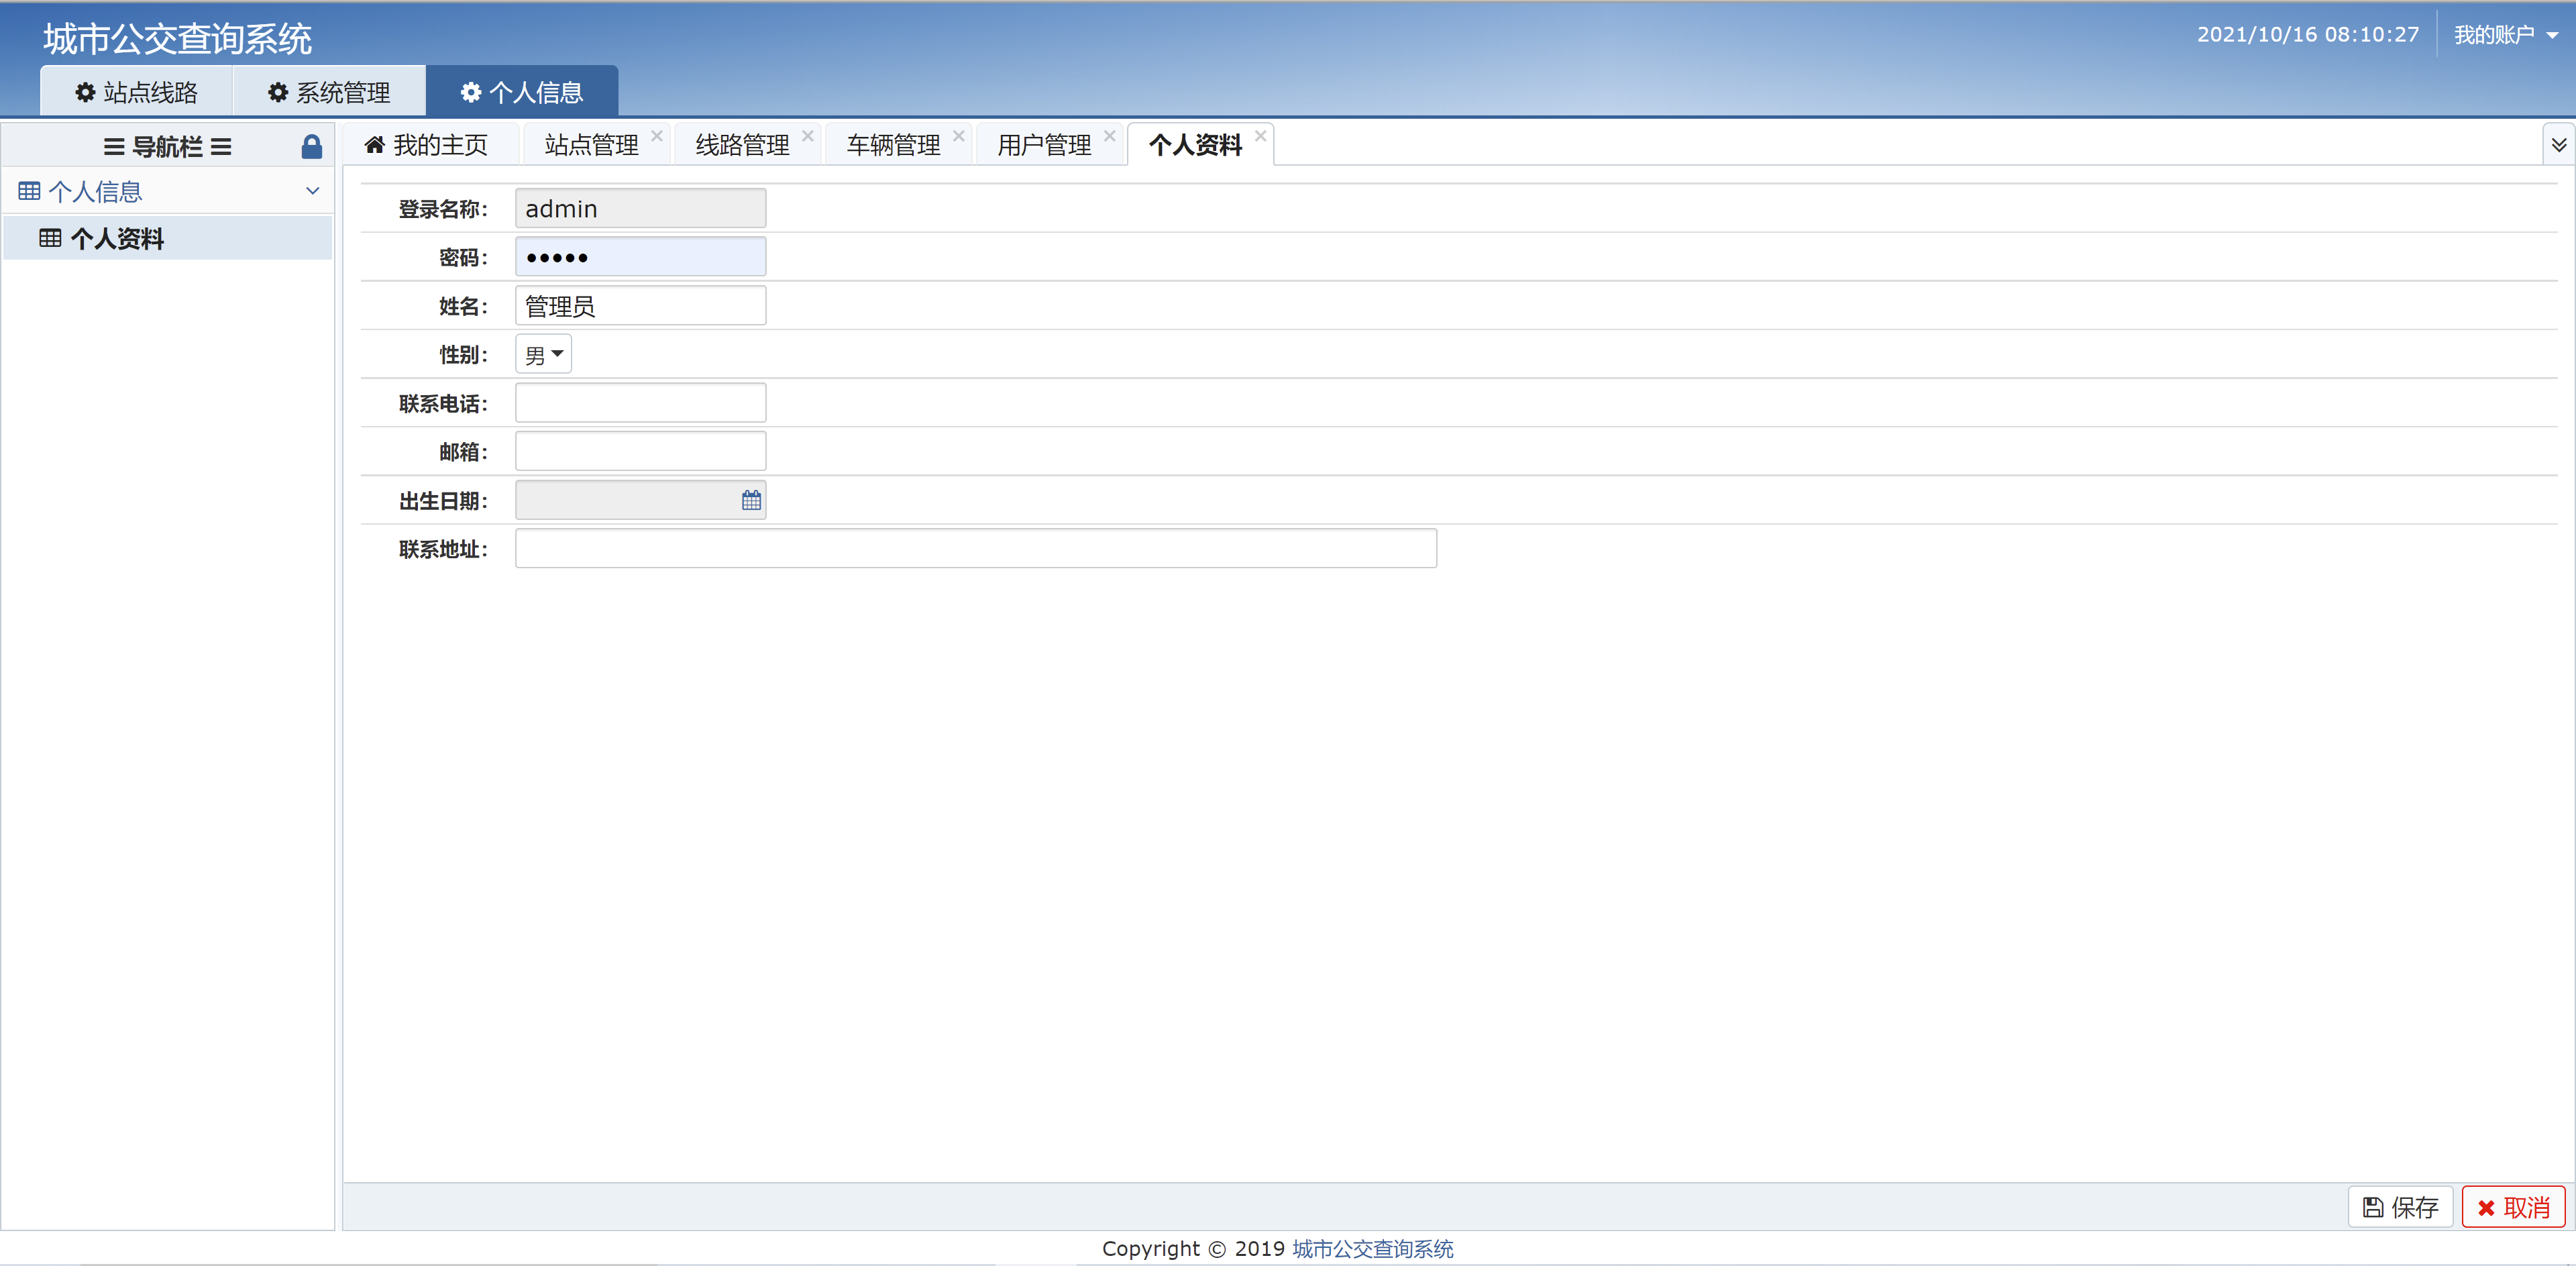 城市公交查询系统
2021/10/16 08:10:27 我的账户
站点线路 系统管理 个人信息
导航栏
我的主页 站点管理 线路管理 车辆管理 用户管理 个人资料
个人信息
个人资料
登录名称： admin
密码： •••••
姓名： 管理员
性别： 男
联系电话：
邮箱：
出生日期：
联系地址：
保存 取消
Copyright © 2019 城市公交查询系统